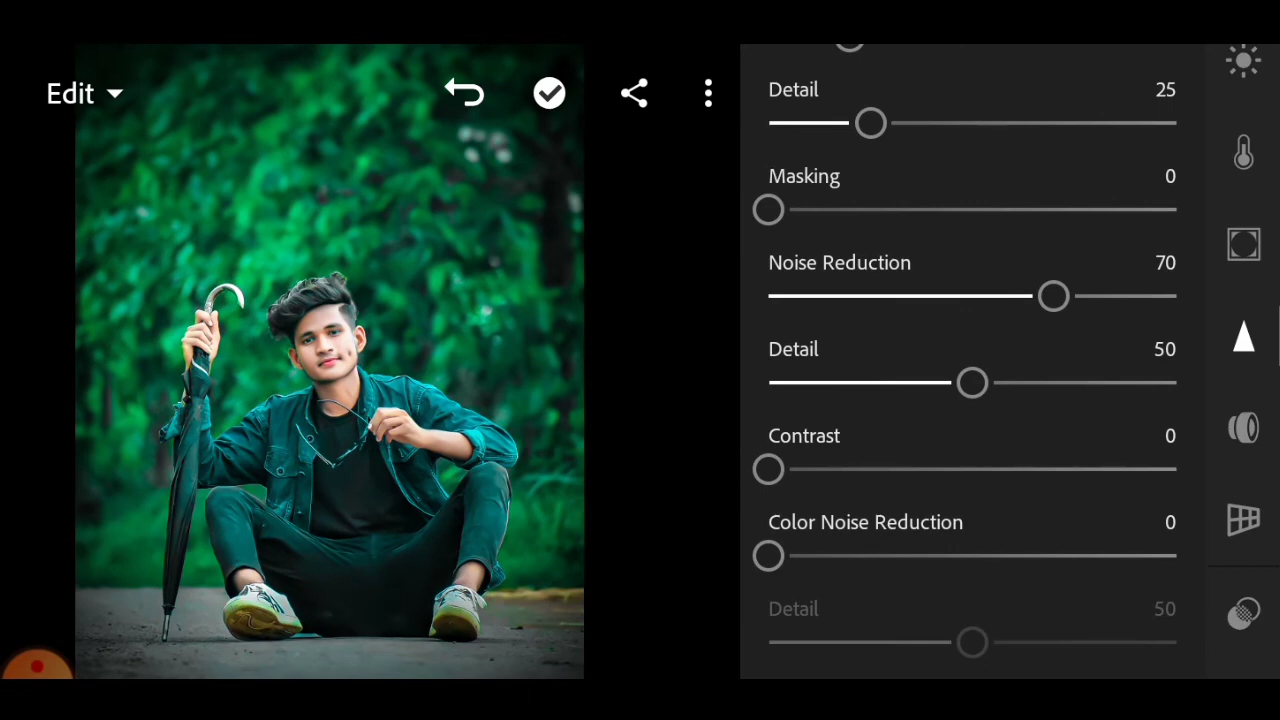 Edit
Detail 25
Masking 0
Noise Reduction 70
Detail 50
Contrast 0
Color Noise Reduction 0
Detail 50